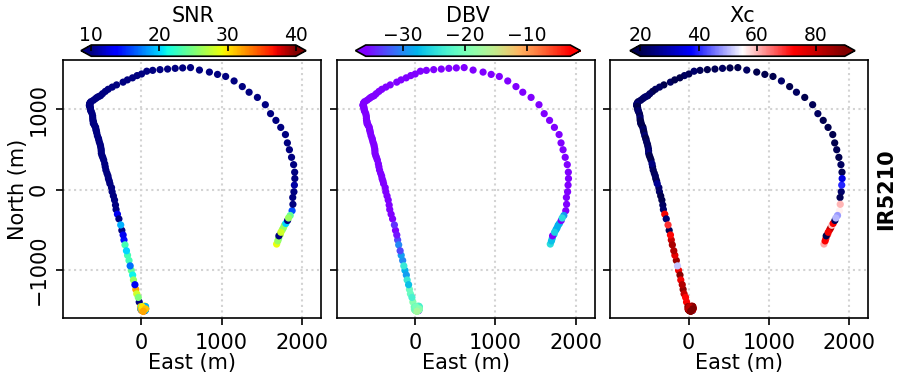 SNR DBV Xc
10 20 30 40 −30 −20 −10 20 40 60 80
1000
0
−1000
North (m)
IR5210
0 1000 2000 0 1000 2000 0 1000 2000
East (m) East (m) East (m)